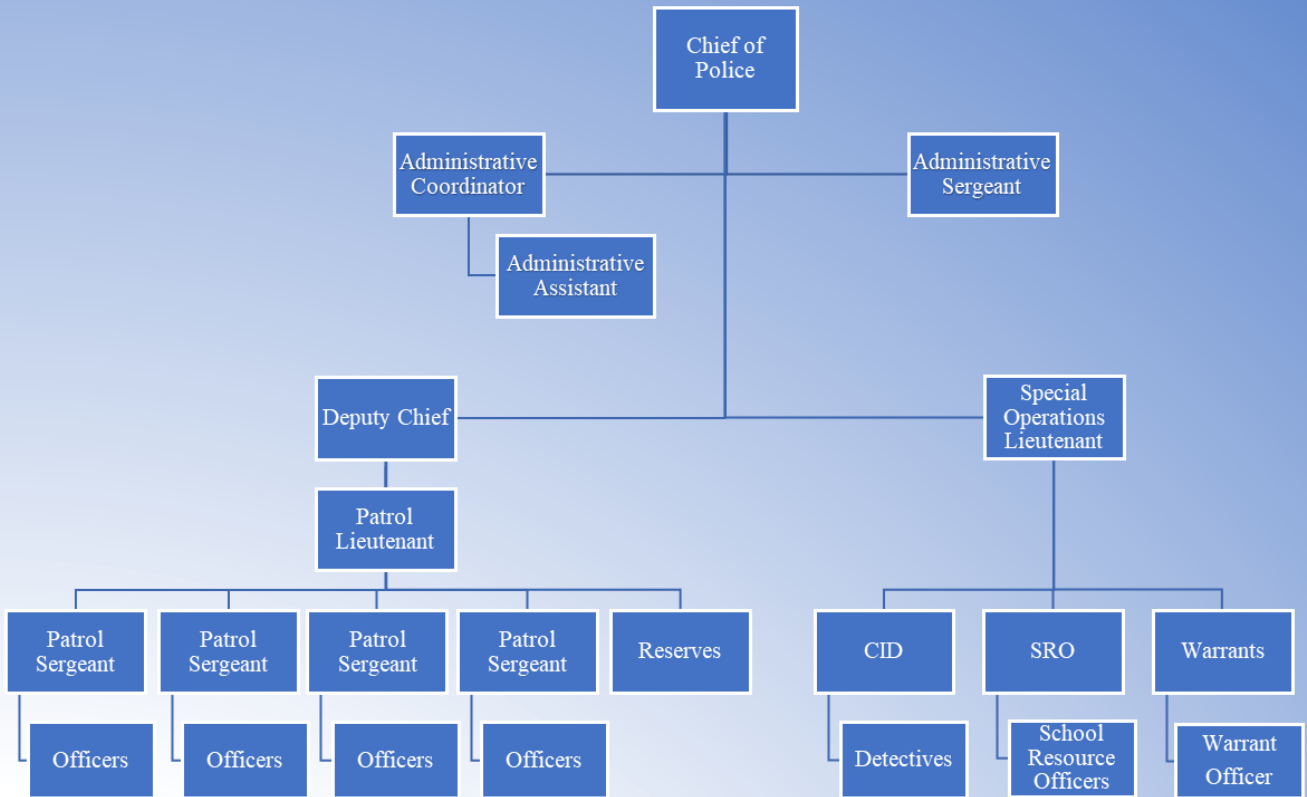 Chief of
Police
Administrative
Coordinator
Administrative
Sergeant
Administrative
Assistant
Deputy Chief
Special
Operations
Lieutenant
Patrol
Lieutenant
Patrol
Sergeant
Patrol
Sergeant
Patrol
Sergeant
Patrol
Sergeant
Reserves
CID
SRO
Warrants
Officers
Officers
Officers
Officers
Detectives
School
Resource
Officers
Warrant
Officer